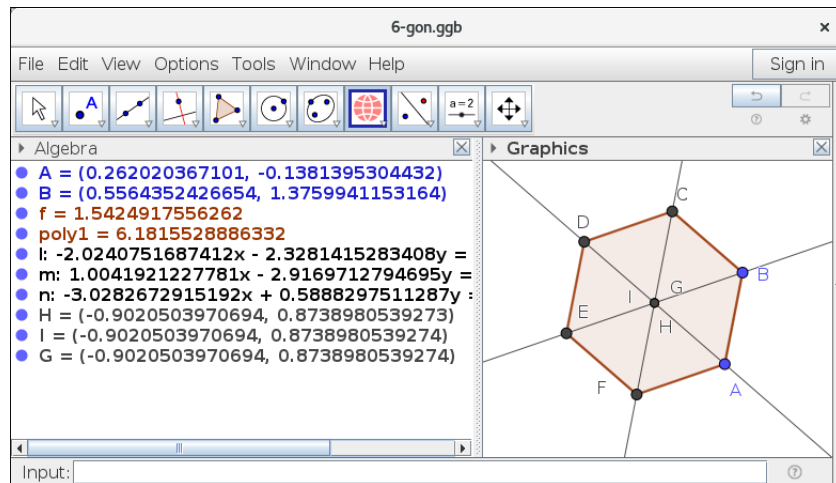 6-gon.ggb ×
File Edit View Options Tools Window Help Sign in
A a=2
Algebra
Graphics
A = (0.262020367101, -0.1381395304432)
B = (0.5564352426654, 1.3759941153164)
f = 1.5424917556262
poly1 = 6.1815528886332
l: -2.0240751687412x - 2.3281415283408y =
m: 1.0041921227781x - 2.9169712794695y =
n: -3.0282672915192x + 0.5888297511287y =
H = (-0.9020503970694, 0.8738980539273)
I = (-0.9020503970694, 0.8738980539274)
G = (-0.9020503970694, 0.8738980539274)
C
D
B
I G
E H
F A
Input: